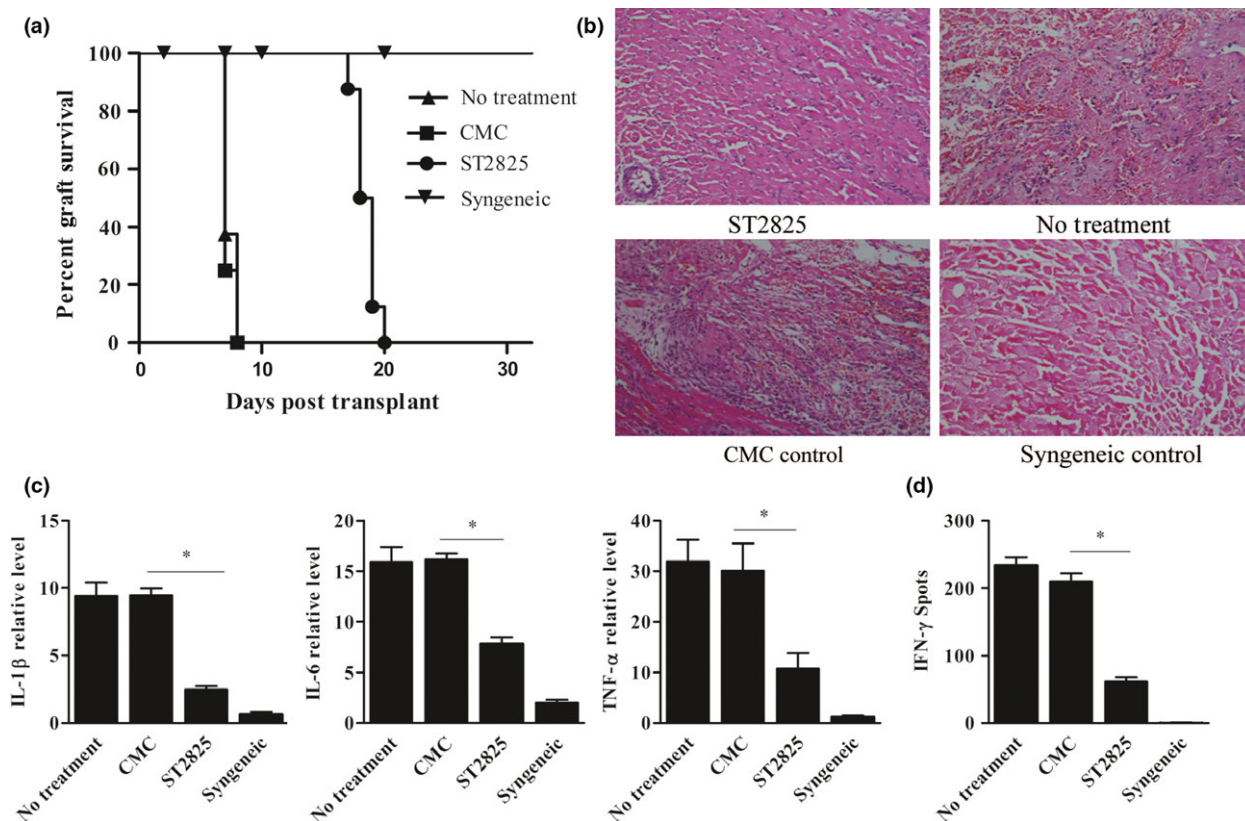 (a)
Percent graft survival
100
80
60
40
20
0
0
10
20
30
Days post transplant
No treatment
CMC
ST2825
Syngeneic
(b)
ST2825
No treatment
CMC control
Syngeneic control
(c)
IL-1β relative level
15
10
5
0
*
No treatment
CMC
ST2825
Syngeneic
IL-6 relative level
20
15
10
5
0
*
No treatment
CMC
ST2825
Syngeneic
TNF-α relative level
40
30
20
10
0
*
No treatment
CMC
ST2825
Syngeneic
(d)
IFN-γ Spots
300
200
100
0
*
No treatment
CMC
ST2825
Syngeneic